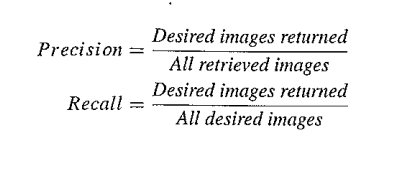 Precision = Desired images returned / All retrieved images
Recall = Desired images returned / All desired images